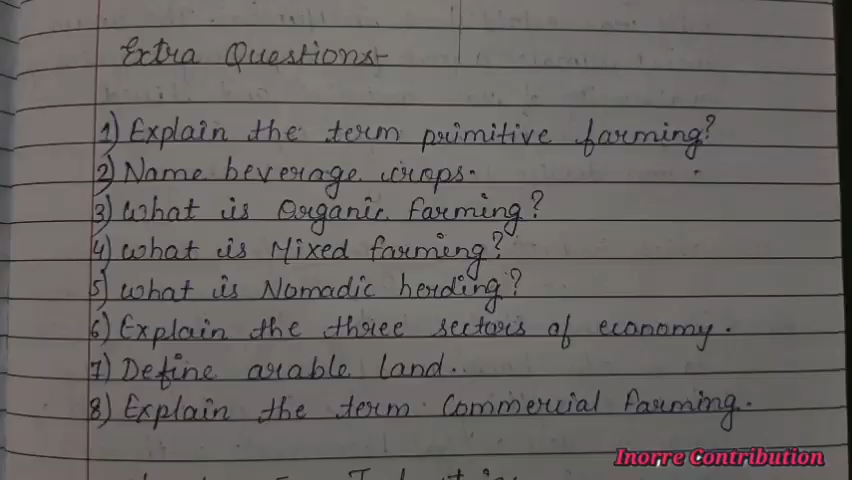 Extra Questions-
1) Explain the term primitive farming?
2) Name beverage crops.
3) What is Organic farming?
4) What is Mixed farming?
5) What is Nomadic herding?
6) Explain the three sectors of economy.
7) Define arable land.
8) Explain the term Commercial Farming.
Inorre Contribution